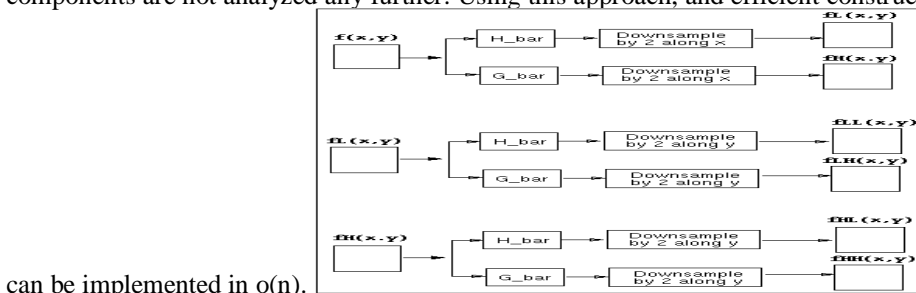 components are not analyzed any further. Using this approach, and efficient construc
f(x,y)
H_bar
Downsample
by 2 along x
fL(x,y)
G_bar
Downsample
by 2 along x
fH(x,y)
fL(x,y)
H_bar
Downsample
by 2 along y
fLL(x,y)
G_bar
Downsample
by 2 along y
fLH(x,y)
fH(x,y)
H_bar
Downsample
by 2 along y
fHL(x,y)
G_bar
Downsample
by 2 along y
fHH(x,y)
can be implemented in o(n).